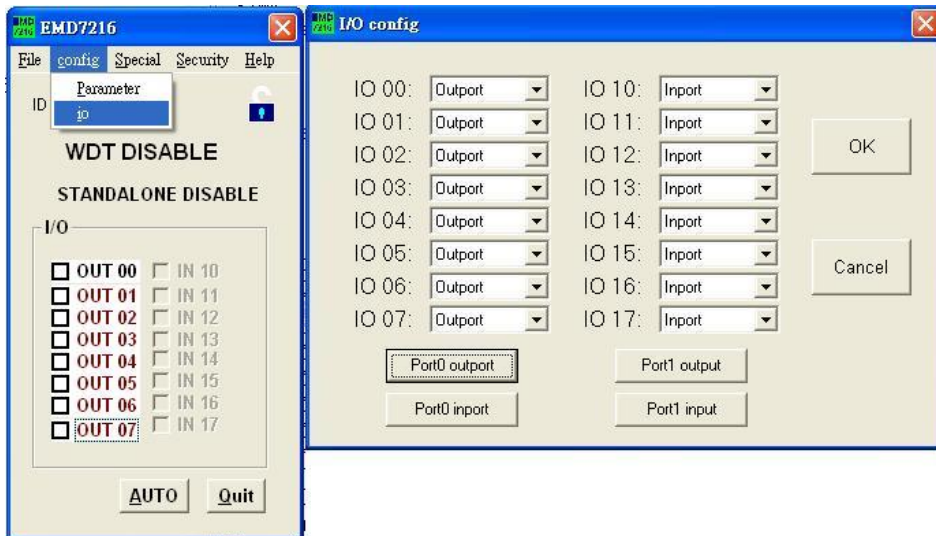 EMD7216
File config Special Security Help
Parameter
io
ID
WDT DISABLE
STANDALONE DISABLE
I/O
OUT 00 IN 10
OUT 01 IN 11
OUT 02 IN 12
OUT 03 IN 13
OUT 04 IN 14
OUT 05 IN 15
OUT 06 IN 16
OUT 07 IN 17
AUTO Quit
EMD 7216 I/O config
IO 00: Outport IO 10: Inport
IO 01: Outport IO 11: Inport
IO 02: Outport IO 12: Inport
IO 03: Outport IO 13: Inport
IO 04: Outport IO 14: Inport
IO 05: Outport IO 15: Inport
IO 06: Outport IO 16: Inport
IO 07: Outport IO 17: Inport
OK
Cancel
Port0 outport Port1 output
Port0 inport Port1 input